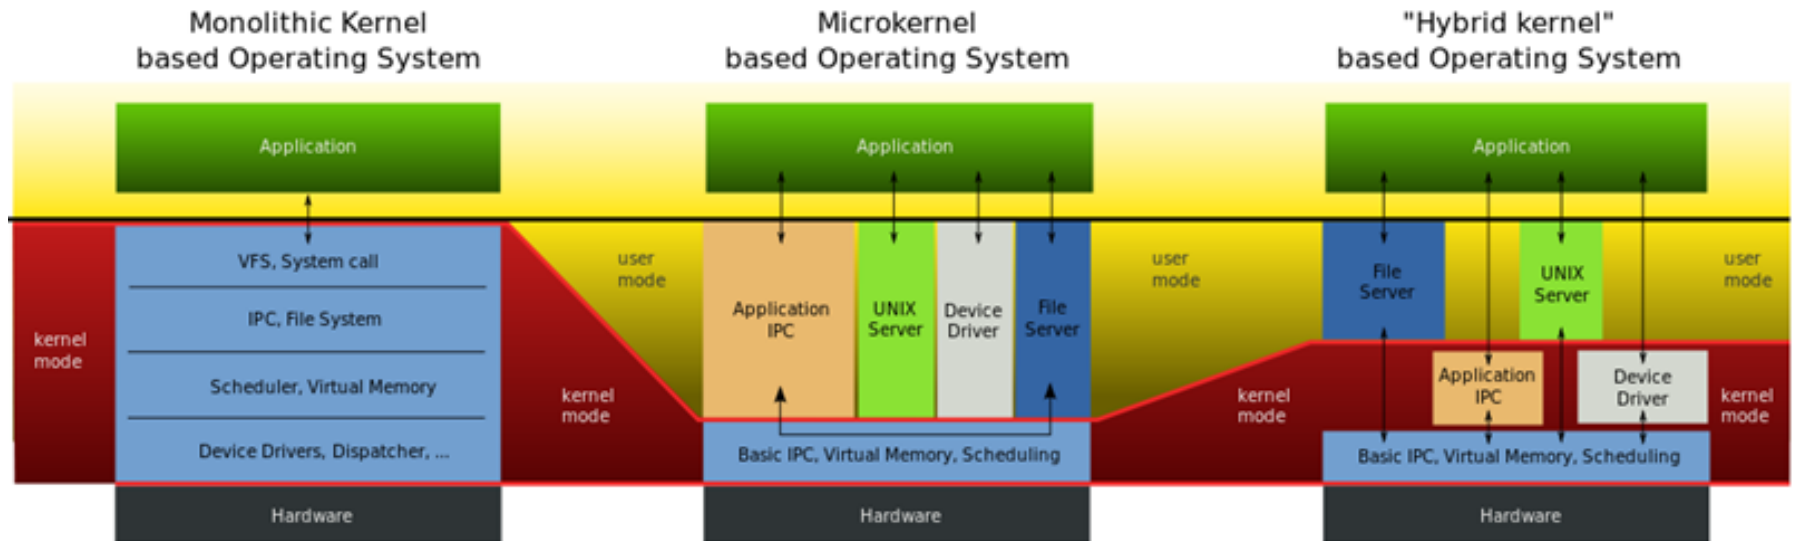 Monolithic Kernel
based Operating System
Microkernel
based Operating System
"Hybrid kernel"
based Operating System
Application
VFS, System call
IPC, File System
Scheduler, Virtual Memory
Device Drivers, Dispatcher, ...
Hardware
kernel
mode
kernel
mode
user
mode
Application
Application
IPC
UNIX
Server
Device
Driver
File
Server
Basic IPC, Virtual Memory, Scheduling
Hardware
user
mode
kernel
mode
Application
File
Server
UNIX
Server
Application
IPC
Device
Driver
Basic IPC, Virtual Memory, Scheduling
Hardware
user
mode
kernel
mode